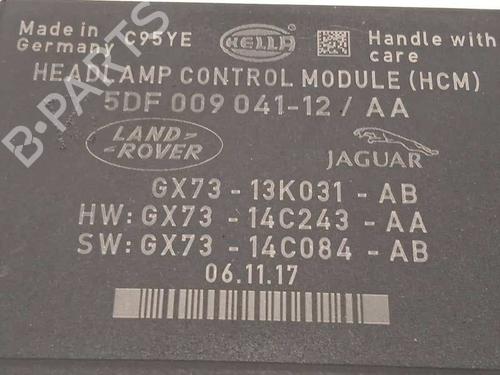 Made in
Germany
C95YE
HELLA
Handle with
care
HEADLAMP CONTROL MODULE (HCM)
5DF 009 041-12 / AA
LAND-
-ROVER
JAGUAR
GX73 - 13K031 - AB
HW: GX73 - 14C243 - AA
SW: GX73 - 14C084 - AB
06.11.17
B-PARTS